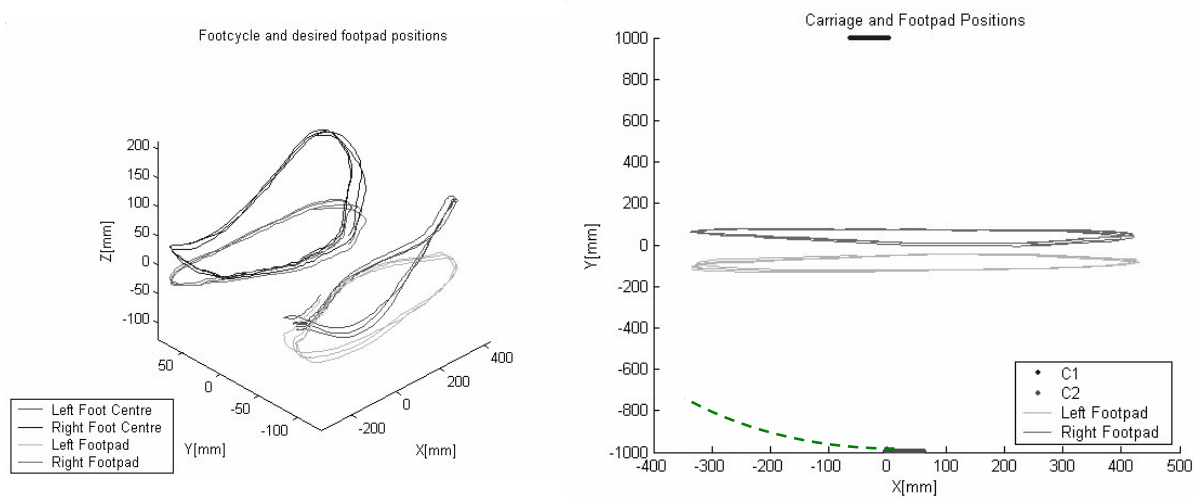 Footcycle and desired footpad positions
200
150
100
50
0
-50
-100
Z[mm]
50
0
-50
-100
Y[mm]
400
200
0
-200
X[mm]
Left Foot Centre
Right Foot Centre
Left Footpad
Right Footpad
Carriage and Footpad Positions
1000
800
600
400
200
0
-200
-400
-600
-800
-1000
Y[mm]
C1
C2
Left Footpad
Right Footpad
-400 -300 -200 -100 0 100 200 300 400 500
X[mm]